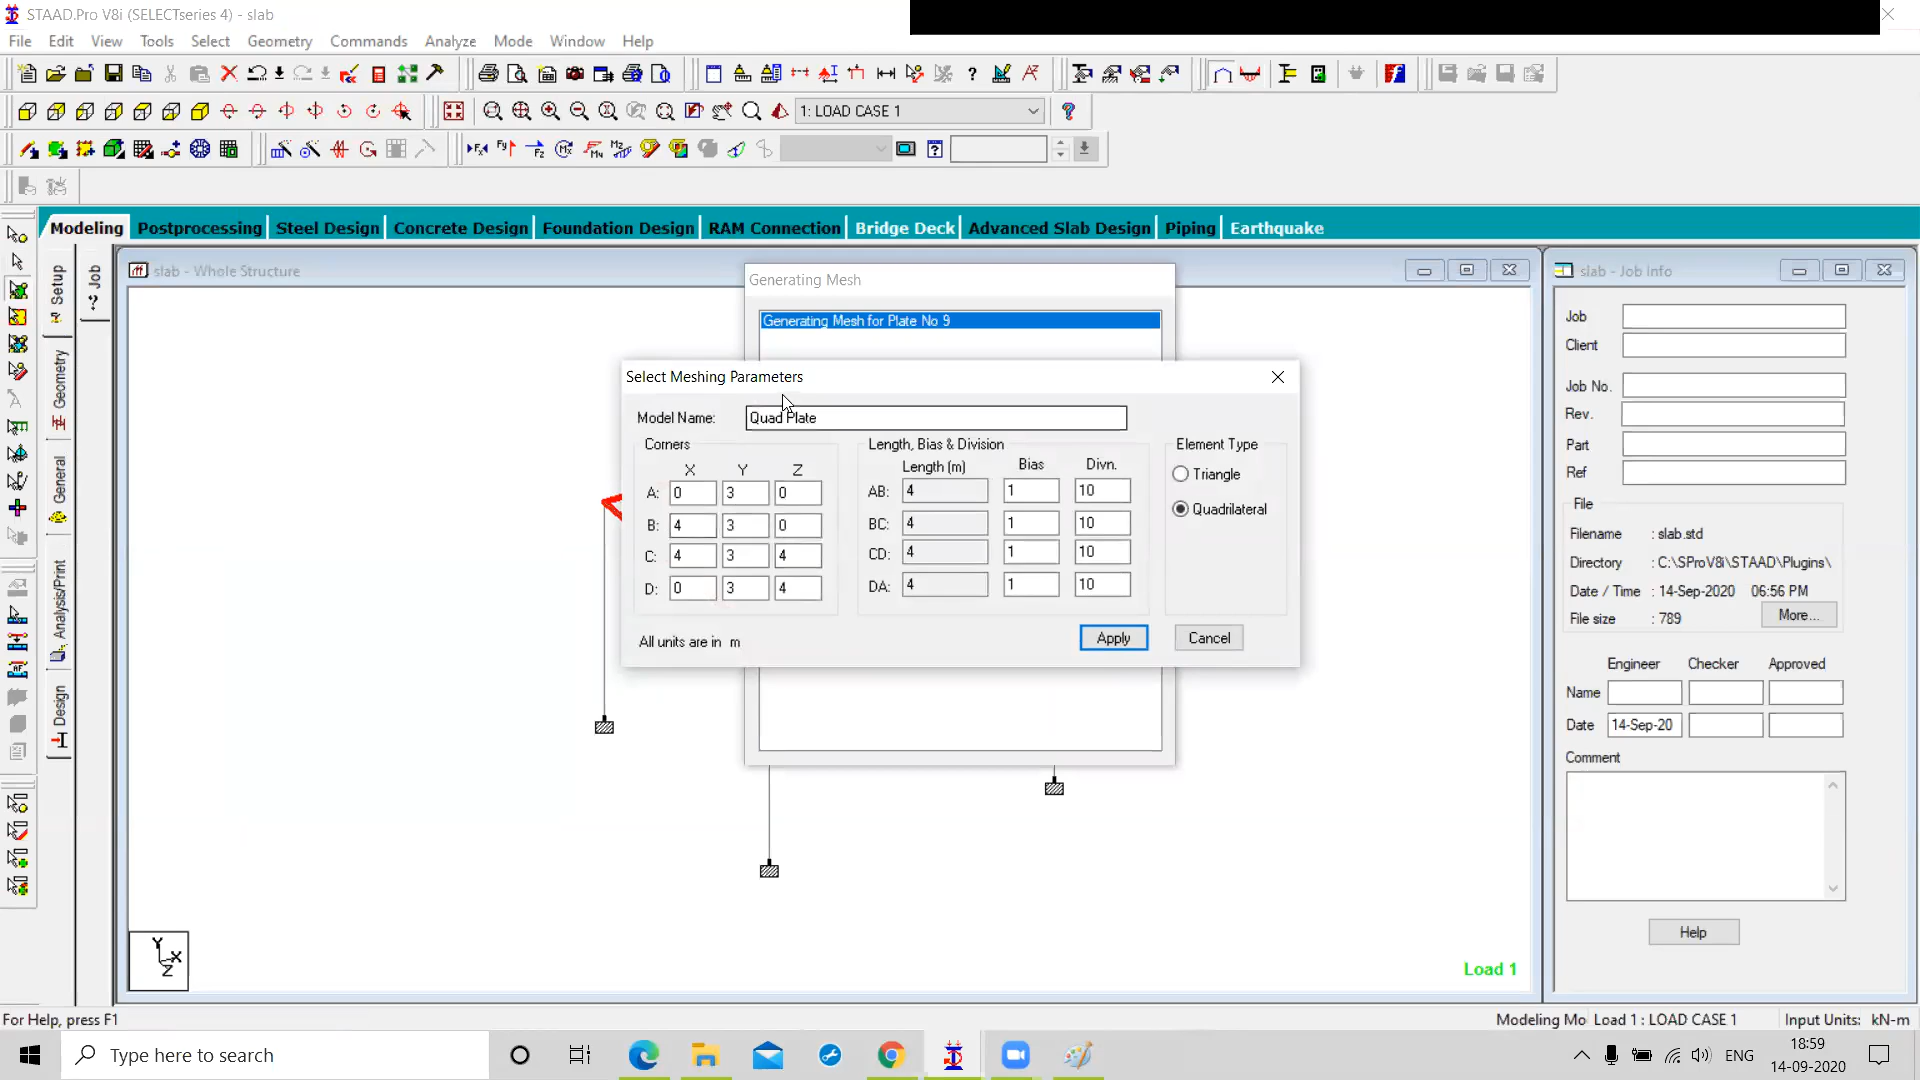 STAAD.Pro V8i (SELECTseries 4) - slab
File Edit View Tools Select Geometry Commands Analyze Mode Window Help
1: LOAD CASE 1
Modeling Postprocessing Steel Design Concrete Design Foundation Design RAM Connection Bridge Deck Advanced Slab Design Piping Earthquake
Setup
Job
Geometry
General
Analysis/Print
Design
slab - Whole Structure
Generating Mesh
Generating Mesh for Plate No 9
Select Meshing Parameters
Model Name: Quad Plate
Corners
X Y Z
A: 0 3 0
B: 4 3 0
C: 4 3 4
D: 0 3 4
All units are in m
Length, Bias & Division
Length (m) Bias Divn.
AB: 4 1 10
BC: 4 1 10
CD: 4 1 10
DA: 4 1 10
Element Type
Triangle
Quadrilateral
Apply Cancel
Y
X
Z
Load 1
slab - Job Info
Job
Client
Job No.
Rev.
Part
Ref
File
Filename : slab.std
Directory : C:\SProV8i\STAAD\Plugins\
Date / Time : 14-Sep-2020 06:56 PM
File size : 789 More...
Engineer Checker Approved
Name
Date 14-Sep-20
Comment
Help
For Help, press F1
Modeling Mo Load 1 : LOAD CASE 1 Input Units: kN-m
Type here to search
ENG
18:59
14-09-2020